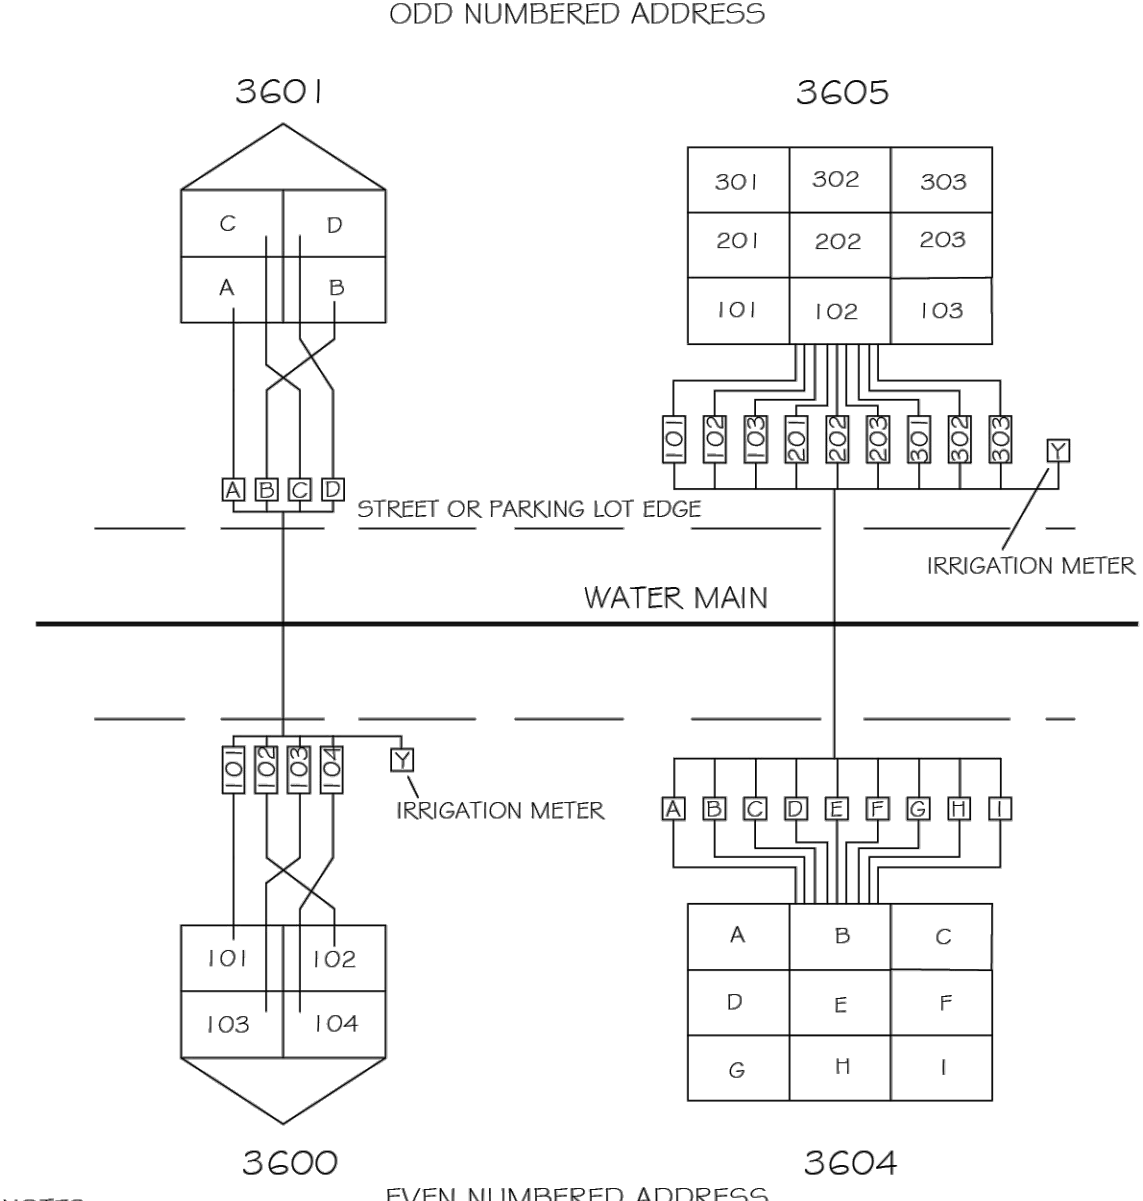 ODD NUMBERED ADDRESS
3601 3605
C D
A B
301 302 303
201 202 203
101 102 103
A B C D
101 102 103 201 202 203 301 302 303 Y
STREET OR PARKING LOT EDGE
IRRIGATION METER
WATER MAIN
101 102 103 104 Y
IRRIGATION METER
A B C D E F G H I
101 102
103 104
A B C
D E F
G H I
3600 3604
EVEN NUMBERED ADDRESS
NOTES